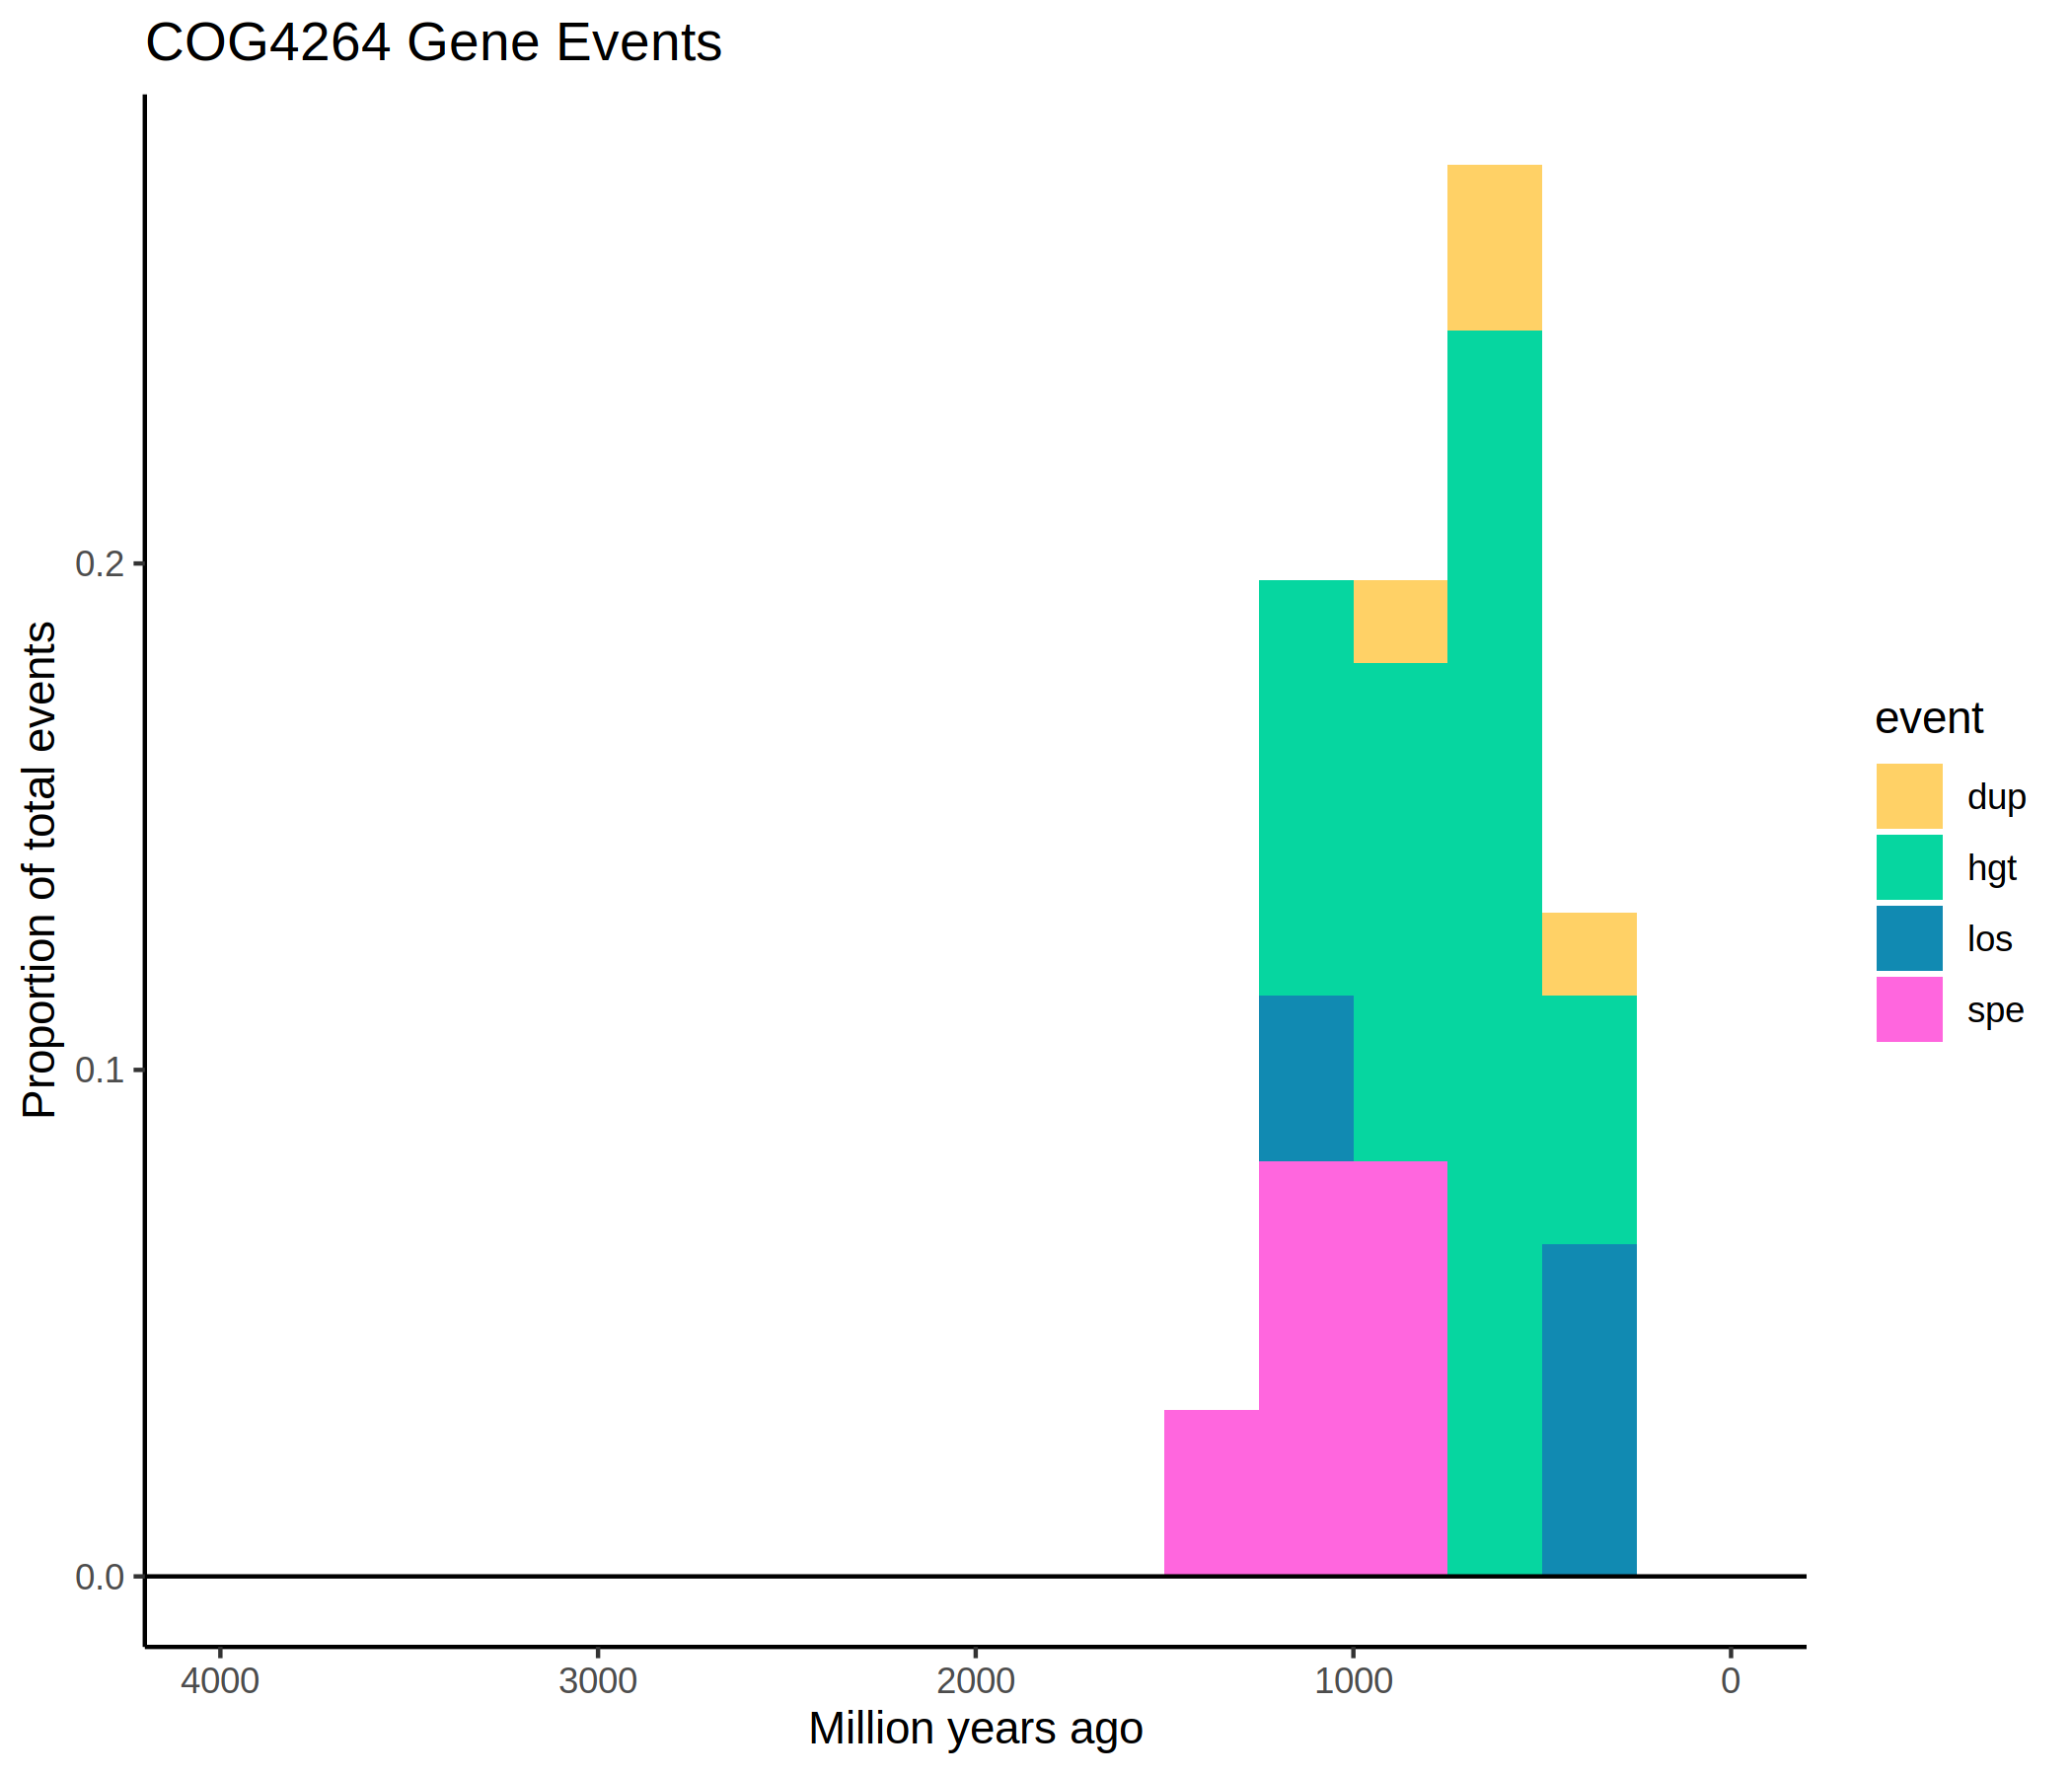 COG4264 Gene Events
Proportion of total events
0.2
0.1
0.0
4000 3000 2000 1000 0
Million years ago
event
dup
hgt
los
spe